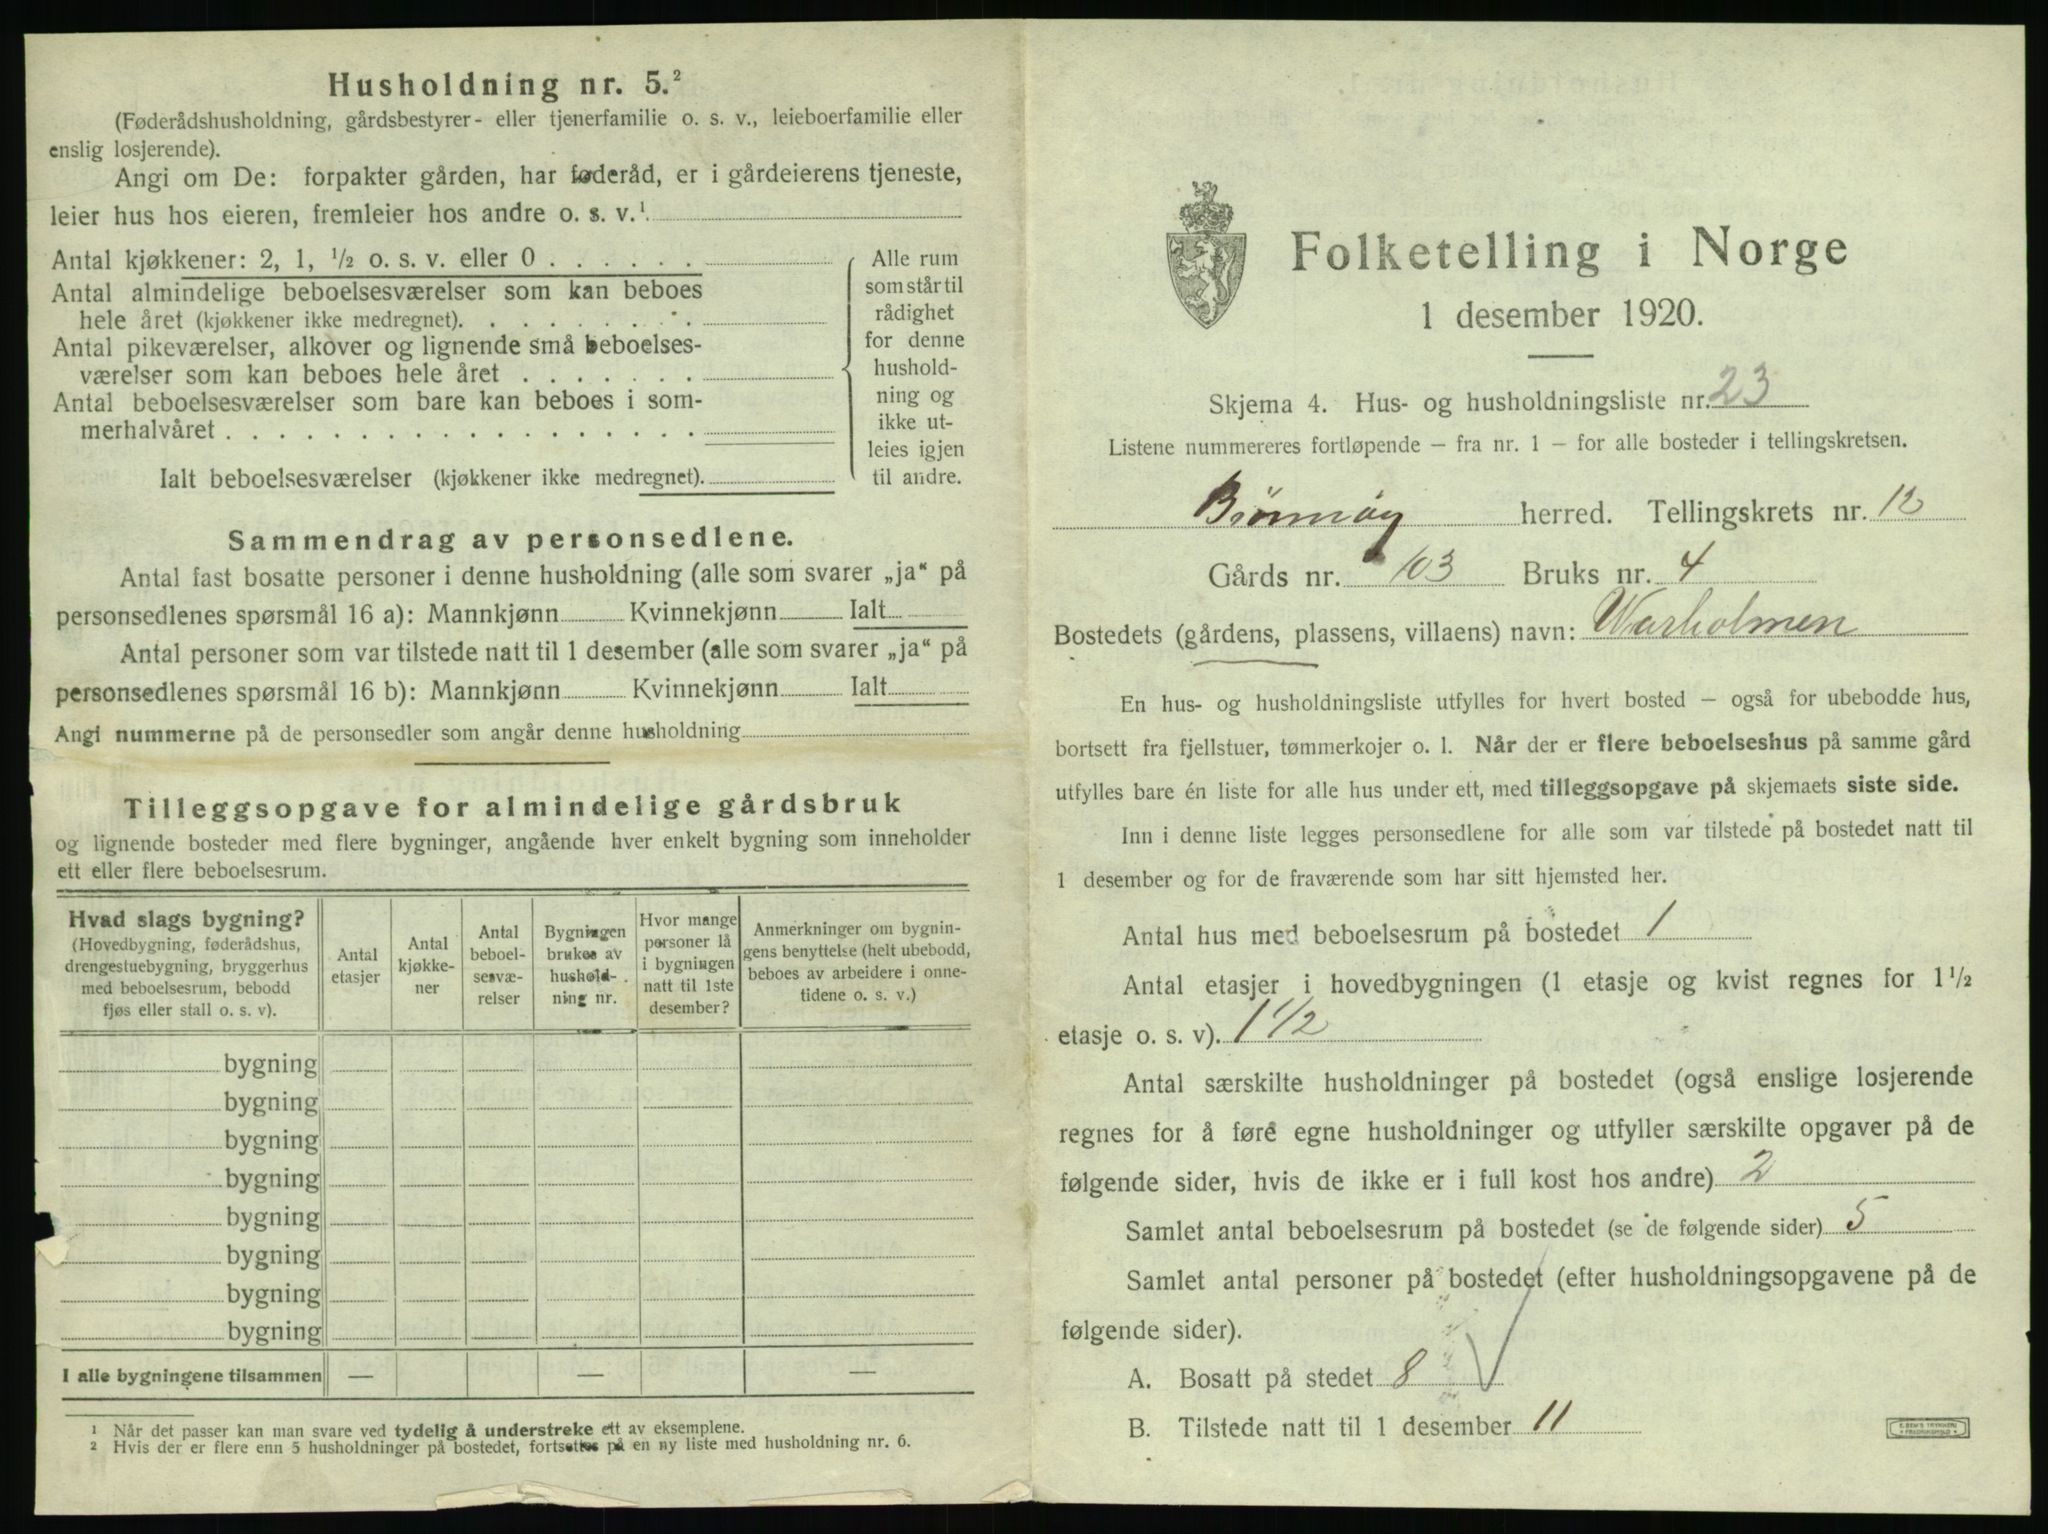 Husholdning nr. 5.²
(Føderådshusholdning, gårdsbestyrer- eller tjenerfamilie o. s. v., leieboerfamilie eller
enslig losjerende).
Angi om De: forpakter gården, har føderåd, er i gårdeierens tjeneste,
leier hus hos eieren, fremleier hos andre o. s. v.¹
Antal kjøkkener: 2, 1, ½ o. s. v. eller 0 . . . . . .
Antal almindelige beboelsesværelser som kan beboes
hele året (kjøkkener ikke medregnet). . . . . . . . .
Antal pikeværelser, alkover og lignende små beboelses-
værelser som kan beboes hele året . . . . . . .
Antal beboelsesværelser som bare kan beboes i som-
merhalvåret . . . . . . . . . . . . . . . . . .
Ialt beboelsesværelser (kjøkkener ikke medregnet).
Alle rum
som står til
rådighet
for denne
hushold-
ning og
ikke ut-
leies igjen
til andre.
Sammendrag av personsedlene.
Antal fast bosatte personer i denne husholdning (alle som svarer „ja“ på
personsedlenes spørsmål 16 a): Mannkjønn Kvinnekjønn Ialt
Antal personer som var tilstede natt til 1 desember (alle som svarer „ja“ på
personsedlenes spørsmål 16 b): Mannkjønn Kvinnekjønn Ialt
Angi nummerne på de personsedler som angår denne husholdning
Tilleggsopgave for almindelige gårdsbruk
og lignende bosteder med flere bygninger, angående hver enkelt bygning som inneholder
ett eller flere beboelsesrum.
Hvad slags bygning?
(Hovedbygning, føderådshus,
drengestuebygning, bryggerhus
med beboelsesrum, bebodd
fjøs eller stall o. s. v).
Antal
etasjer
Antal
kjøkke-
ner
Antal
beboel-
sesvæ-
relser
Bygningen
brukes av
hushold-
ning nr.
Hvor mange
personer lå
i bygningen
natt til 1ste
desember?
Anmerkninger om bygnin-
gens benyttelse (helt ubebodd,
beboes av arbeidere i onne-
tidene o. s. v.)
bygning
bygning
bygning
bygning
bygning
bygning
bygning
bygning
I alle bygningene tilsammen — — —
¹ Når det passer kan man svare ved tydelig å understreke ett av eksemplene.
² Hvis der er flere enn 5 husholdninger på bostedet, fortsettes på en ny liste med husholdning nr. 6.
Folketelling i Norge
1 desember 1920.
Skjema 4. Hus- og husholdningsliste nr. 23
Listene nummereres fortløpende – fra nr. 1 – for alle bosteder i tellingskretsen.
Brönnöy herred. Tellingskrets nr. 12
Gårds nr. 103 Bruks nr. 4
Bostedets (gårdens, plassens, villaens) navn: Warholmen
En hus- og husholdningsliste utfylles for hvert bosted – også for ubebodde hus,
bortsett fra fjellstuer, tømmerkojer o. l. Når der er flere beboelseshus på samme gård
utfylles bare én liste for alle hus under ett, med tilleggsopgave på skjemaets siste side.
Inn i denne liste legges personsedlene for alle som var tilstede på bostedet natt til
1 desember og for de fraværende som har sitt hjemsted her.
Antal hus med beboelsesrum på bostedet 1
Antal etasjer i hovedbygningen (1 etasje og kvist regnes for 1½
etasje o. s. v). 1 ½
Antal særskilte husholdninger på bostedet (også enslige losjerende
regnes for å føre egne husholdninger og utfyller særskilte opgaver på de
følgende sider, hvis de ikke er i full kost hos andre) 2
Samlet antal beboelsesrum på bostedet (se de følgende sider) 5
Samlet antal personer på bostedet (efter husholdningsopgavene på de
følgende sider).
A. Bosatt på stedet 8
B. Tilstede natt til 1 desember 11